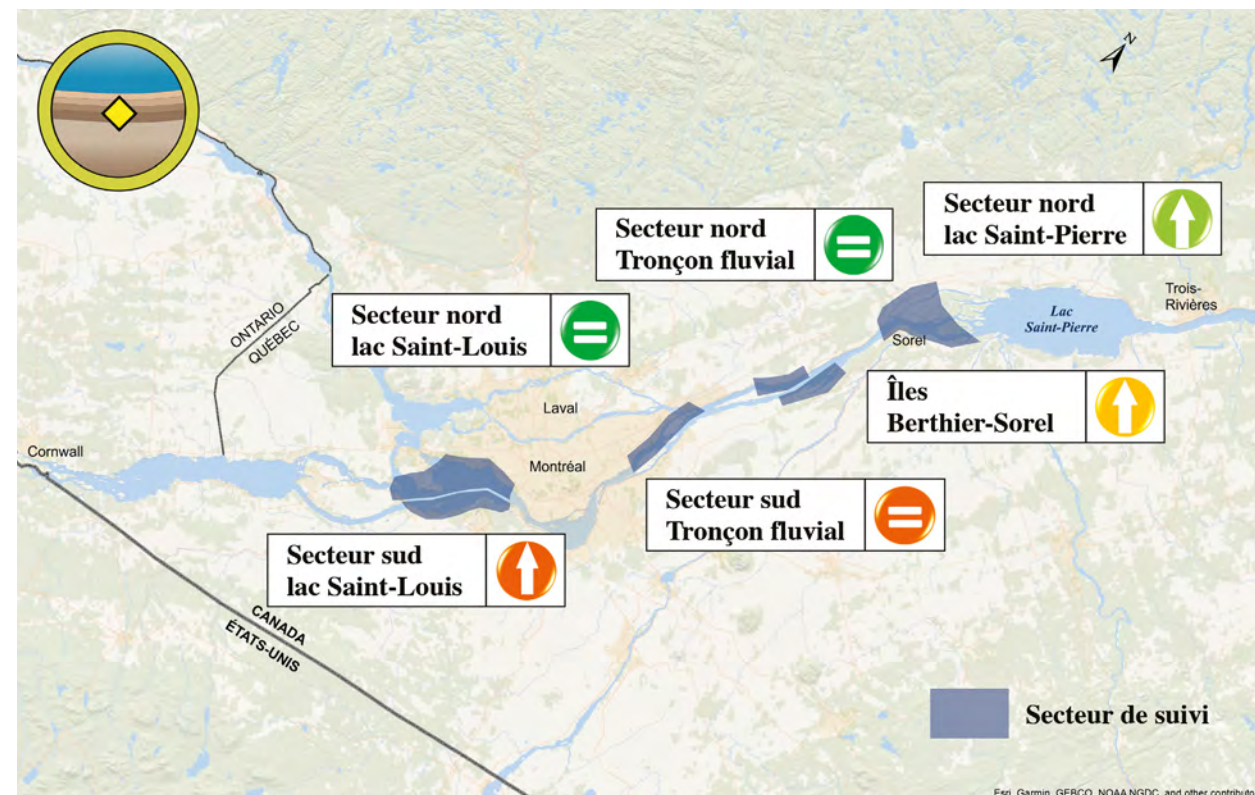 N
Secteur nord
lac Saint-Pierre
Secteur nord
Tronçon fluvial
Trois-
Rivières
Lac
Saint-Pierre
Secteur nord
lac Saint-Louis
ONTARIO
QUÉBEC
Sorel
Îles
Berthier-Sorel
Laval
Cornwall
Montréal
Secteur sud
Tronçon fluvial
Secteur sud
lac Saint-Louis
CANADA
ÉTATS-UNIS
Secteur de suivi
Esri, Garmin, GEBCO, NOAA NGDC, and other